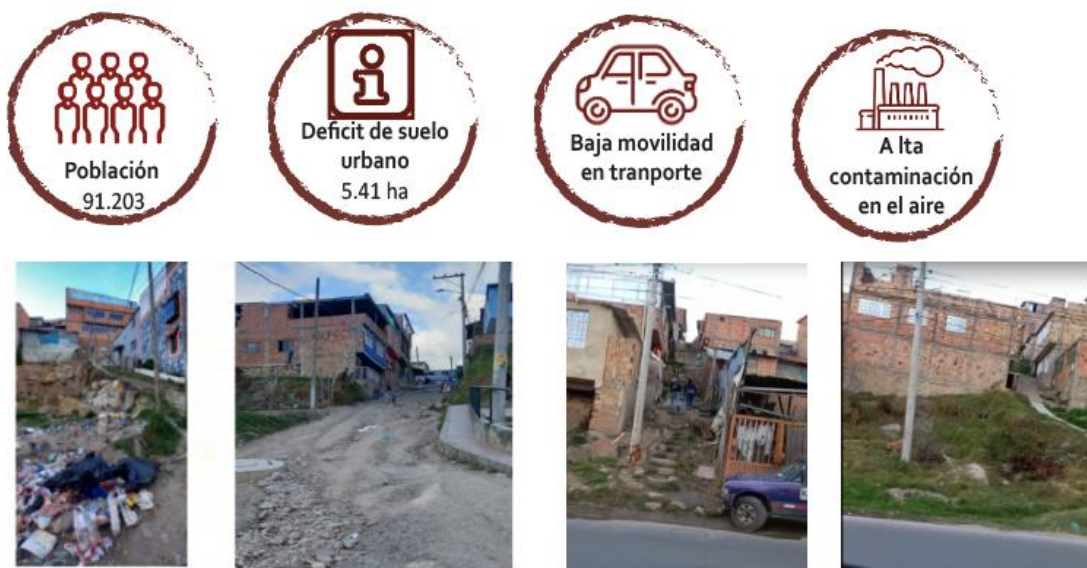 Población
91.203
Deficit de suelo
urbano
5.41 ha
Baja movilidad
en tranporte
A lta
contaminación
en el aire